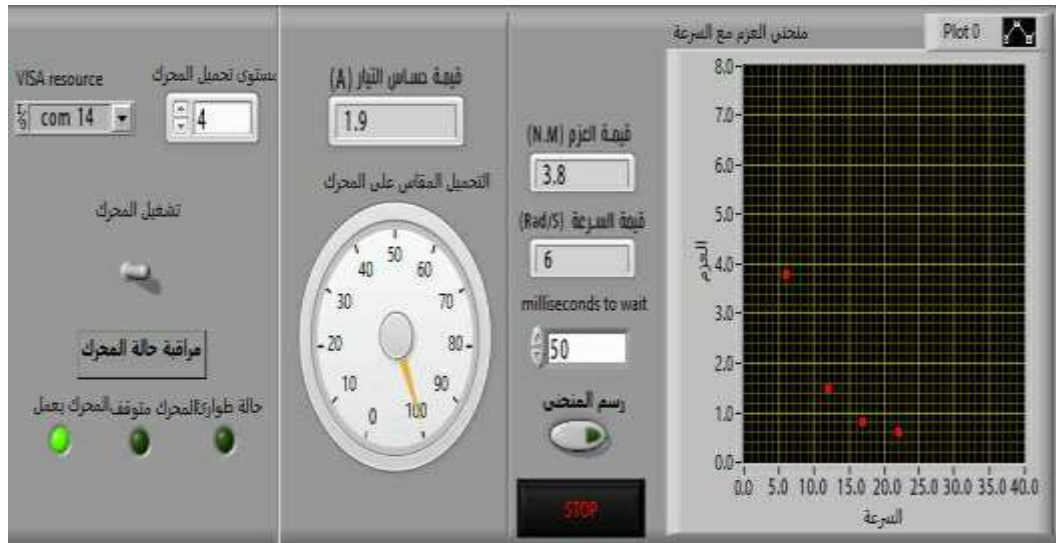 VISA resource
com 14
مستوى تحميل المحرك
4
تشغيل المحرك
مراقبة حالة المحرك
المحرك يعمل
المحرك متوقف
حالة طوارئ
قيمة حساس التيار (A)
1.9
التحميل المقاس على المحرك
0
10
20
30
40
50
60
70
80
90
100
قيمة العزم (N.M)
3.8
قيمة السرعة (Rad/S)
6
milliseconds to wait
50
رسم المنحنى
STOP
منحني العزم مع السرعة
Plot 0
العزم
8.0
7.0
6.0
5.0
4.0
3.0
2.0
1.0
0.0
0.0 5.0 10.0 15.0 20.0 25.0 30.0 35.0 40.0
السرعة